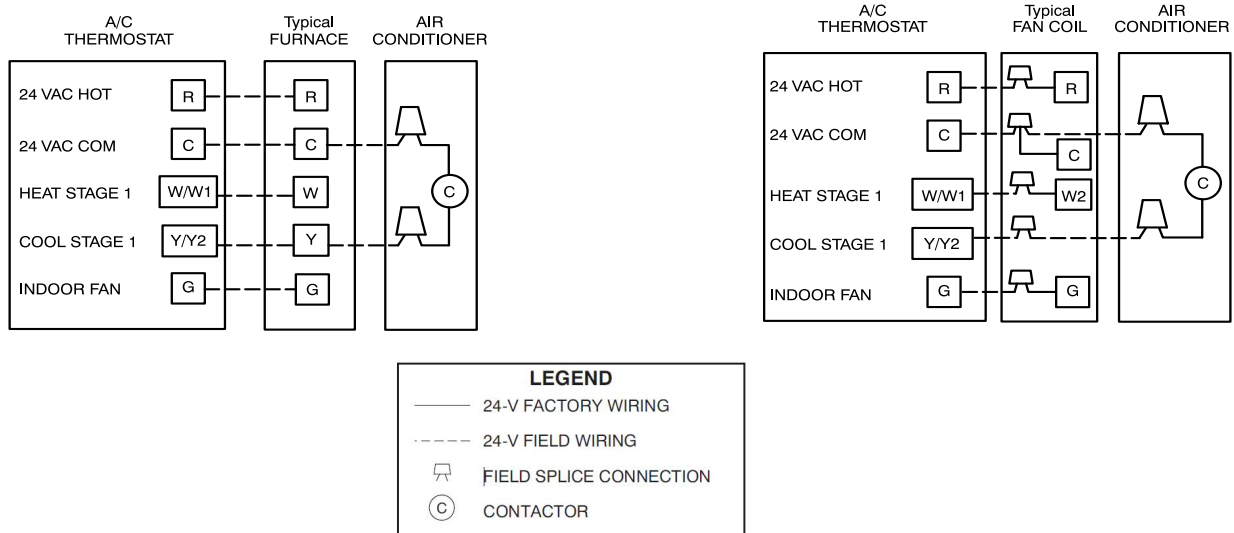 A/C
THERMOSTAT
Typical
FURNACE
AIR
CONDITIONER
24 VAC HOT
R
R
24 VAC COM
C
C
HEAT STAGE 1
W/W1
W
C
COOL STAGE 1
Y/Y2
Y
INDOOR FAN
G
G
A/C
THERMOSTAT
Typical
FAN COIL
AIR
CONDITIONER
24 VAC HOT
R
R
24 VAC COM
C
C
HEAT STAGE 1
W/W1
W2
C
COOL STAGE 1
Y/Y2
INDOOR FAN
G
G
LEGEND
24-V FACTORY WIRING
24-V FIELD WIRING
FIELD SPLICE CONNECTION
C
CONTACTOR